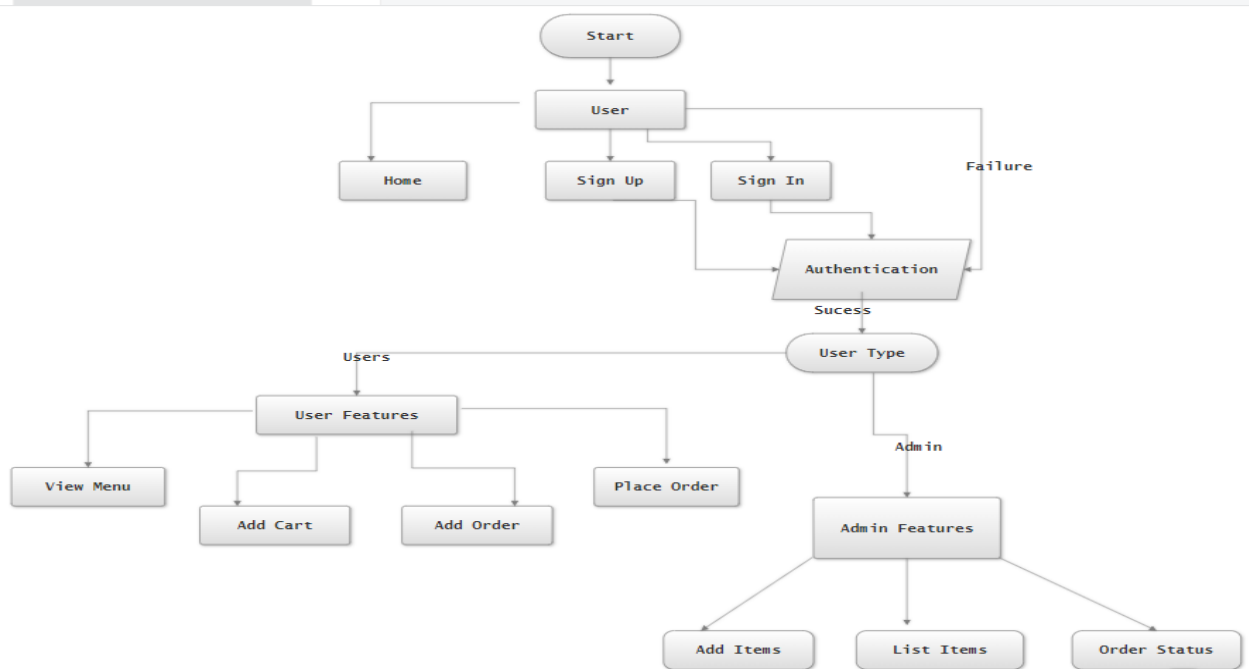 Start
User
Failure
Home
Sign Up
Sign In
Authentication
Sucess
User Type
Users
User Features
Admin
View Menu
Place Order
Add Cart
Add Order
Admin Features
Add Items
List Items
Order Status